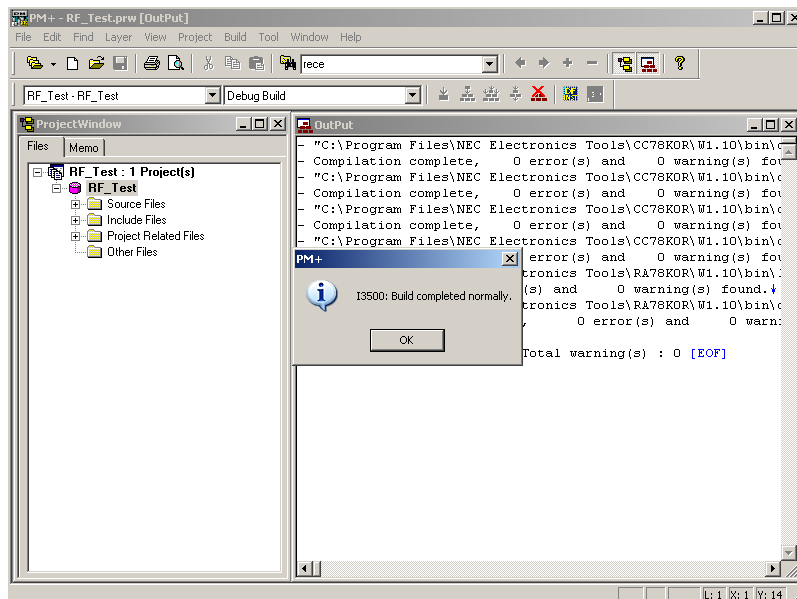 PM+ - RF_Test.prw [OutPut]
File Edit Find Layer View Project Build Tool Window Help
rece
RF_Test - RF_Test
Debug Build
ProjectWindow
Files Memo
RF_Test : 1 Project(s)
RF_Test
Source Files
Include Files
Project Related Files
Other Files
OutPut
- "C:\Program Files\NEC Electronics Tools\CC78K0R\W1.10\bin\
- Compilation complete, 0 error(s) and 0 warning(s) fou
- "C:\Program Files\NEC Electronics Tools\CC78K0R\W1.10\bin\
- Compilation complete, 0 error(s) and 0 warning(s) fou
- "C:\Program Files\NEC Electronics Tools\CC78K0R\W1.10\bin\
- Compilation complete, 0 error(s) and 0 warning(s) fou
- "C:\Program Files\NEC Electronics Tools\CC78K0R\W1.10\bin\
error(s) and 0 warning(s) fou
tronics Tools\RA78K0R\W1.10\bin\
(s) and 0 warning(s) found.↓
tronics Tools\RA78K0R\W1.10\bin\
, 0 error(s) and 0 warni
Total warning(s) : 0 [EOF]
PM+
I3500: Build completed normally.
OK
L: 1 X: 1 Y: 14